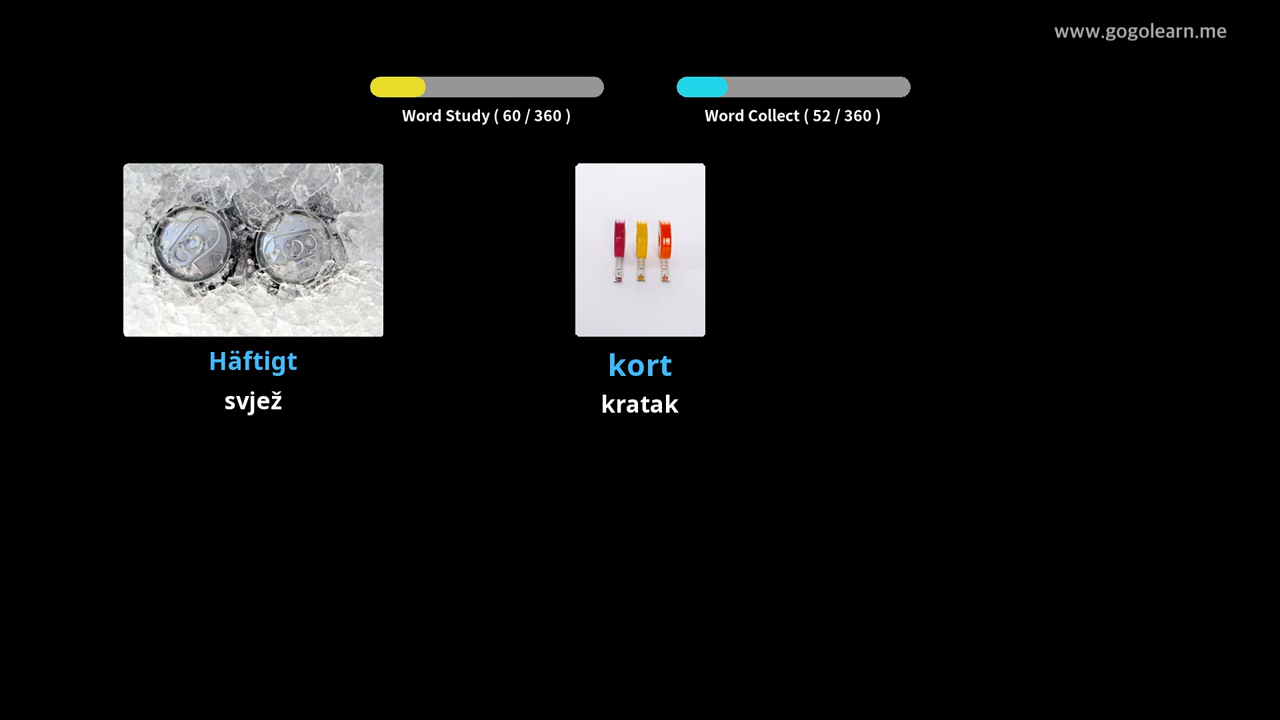 www.gogolearn.me
Word Study ( 60 / 360 )
Word Collect ( 52 / 360 )
Häftigt
svjež
kort
kratak